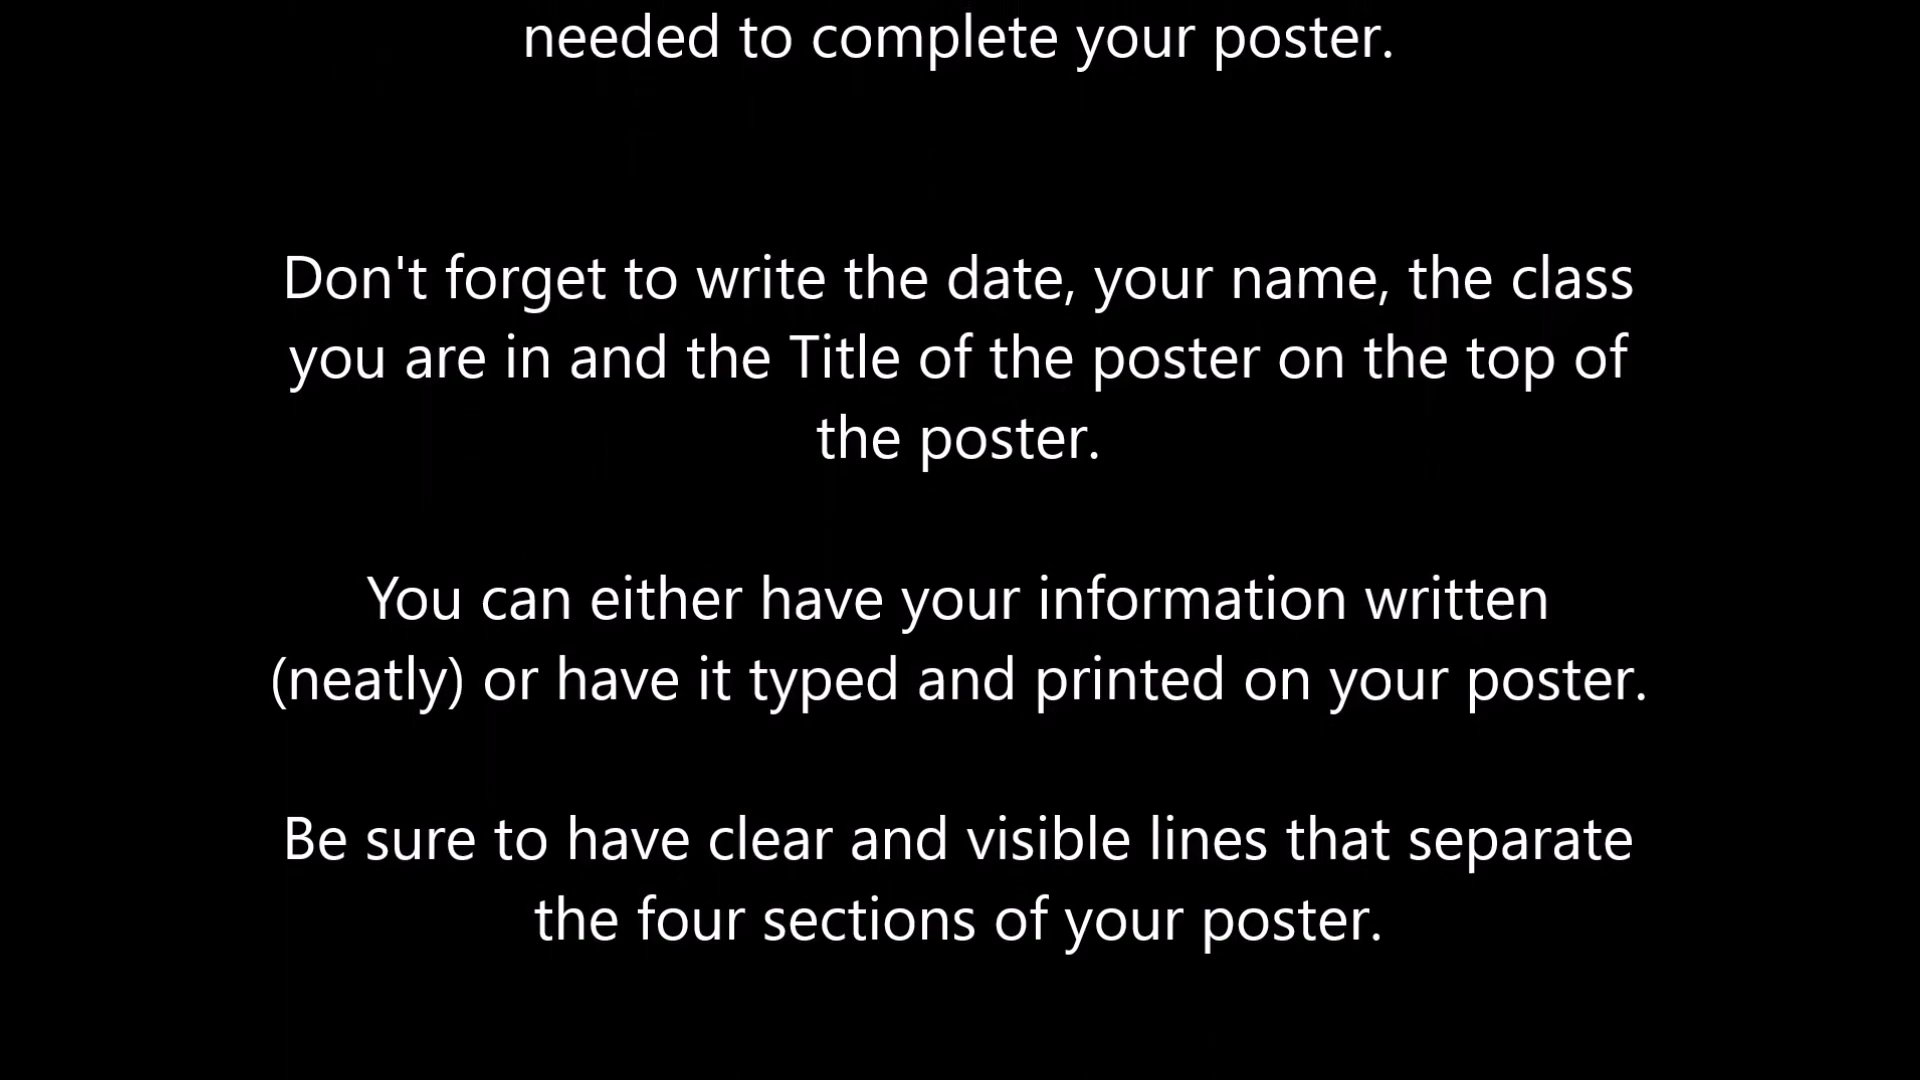 needed to complete your poster.
Don't forget to write the date, your name, the class
you are in and the Title of the poster on the top of
the poster.
You can either have your information written
(neatly) or have it typed and printed on your poster.
Be sure to have clear and visible lines that separate
the four sections of your poster.